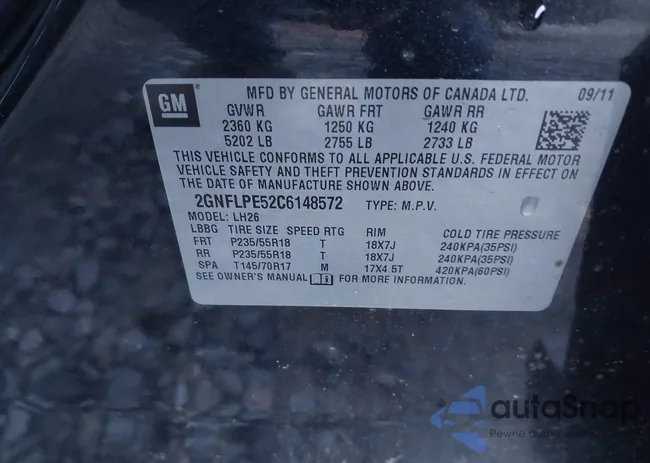 GM
MFD BY GENERAL MOTORS OF CANADA LTD. 09/11
GVWR GAWR FRT GAWR RR
2360 KG 1250 KG 1240 KG
5202 LB 2755 LB 2733 LB
THIS VEHICLE CONFORMS TO ALL APPLICABLE U.S. FEDERAL MOTOR
VEHICLE SAFETY AND THEFT PREVENTION STANDARDS IN EFFECT ON
THE DATE OF MANUFACTURE SHOWN ABOVE.
2GNFLPE52C6148572 TYPE: M.P.V.
MODEL: LH26
LBBG TIRE SIZE SPEED RTG RIM COLD TIRE PRESSURE
FRT P235/55R18 T 18X7J 240KPA(35PSI)
RR P235/55R18 T 18X7J 240KPA(35PSI)
SPA T145/70R17 M 17X4.5T 420KPA(60PSI)
SEE OWNER'S MANUAL FOR MORE INFORMATION.
autoSnap
Pewne auta